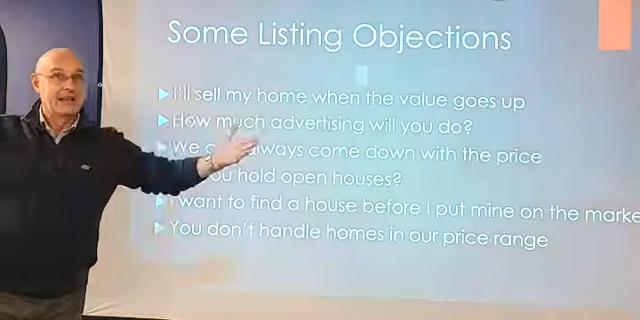 Some Listing Objections
I'll sell my home when the value goes up
How much advertising will you do?
We always come down with the price
you hold open houses?
I want to find a house before I put mine on the marke
You don't handle homes in our price range